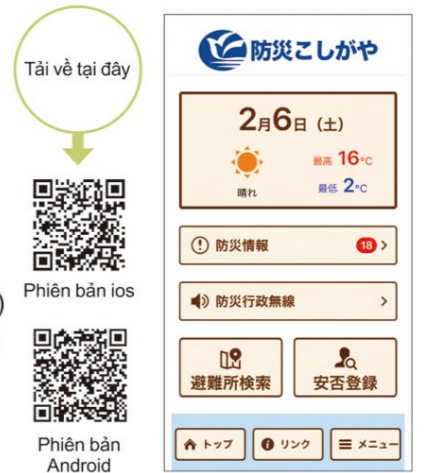 Tải về tại đây
Phiên bản ios
)
Phiên bản
Android
防災こしがや
2月6日 (土)
晴れ
最高 16℃
最低 2℃
防災情報
18 >
防災行政無線
>
避難所検索
安否登録
トップ
リンク
メニュー